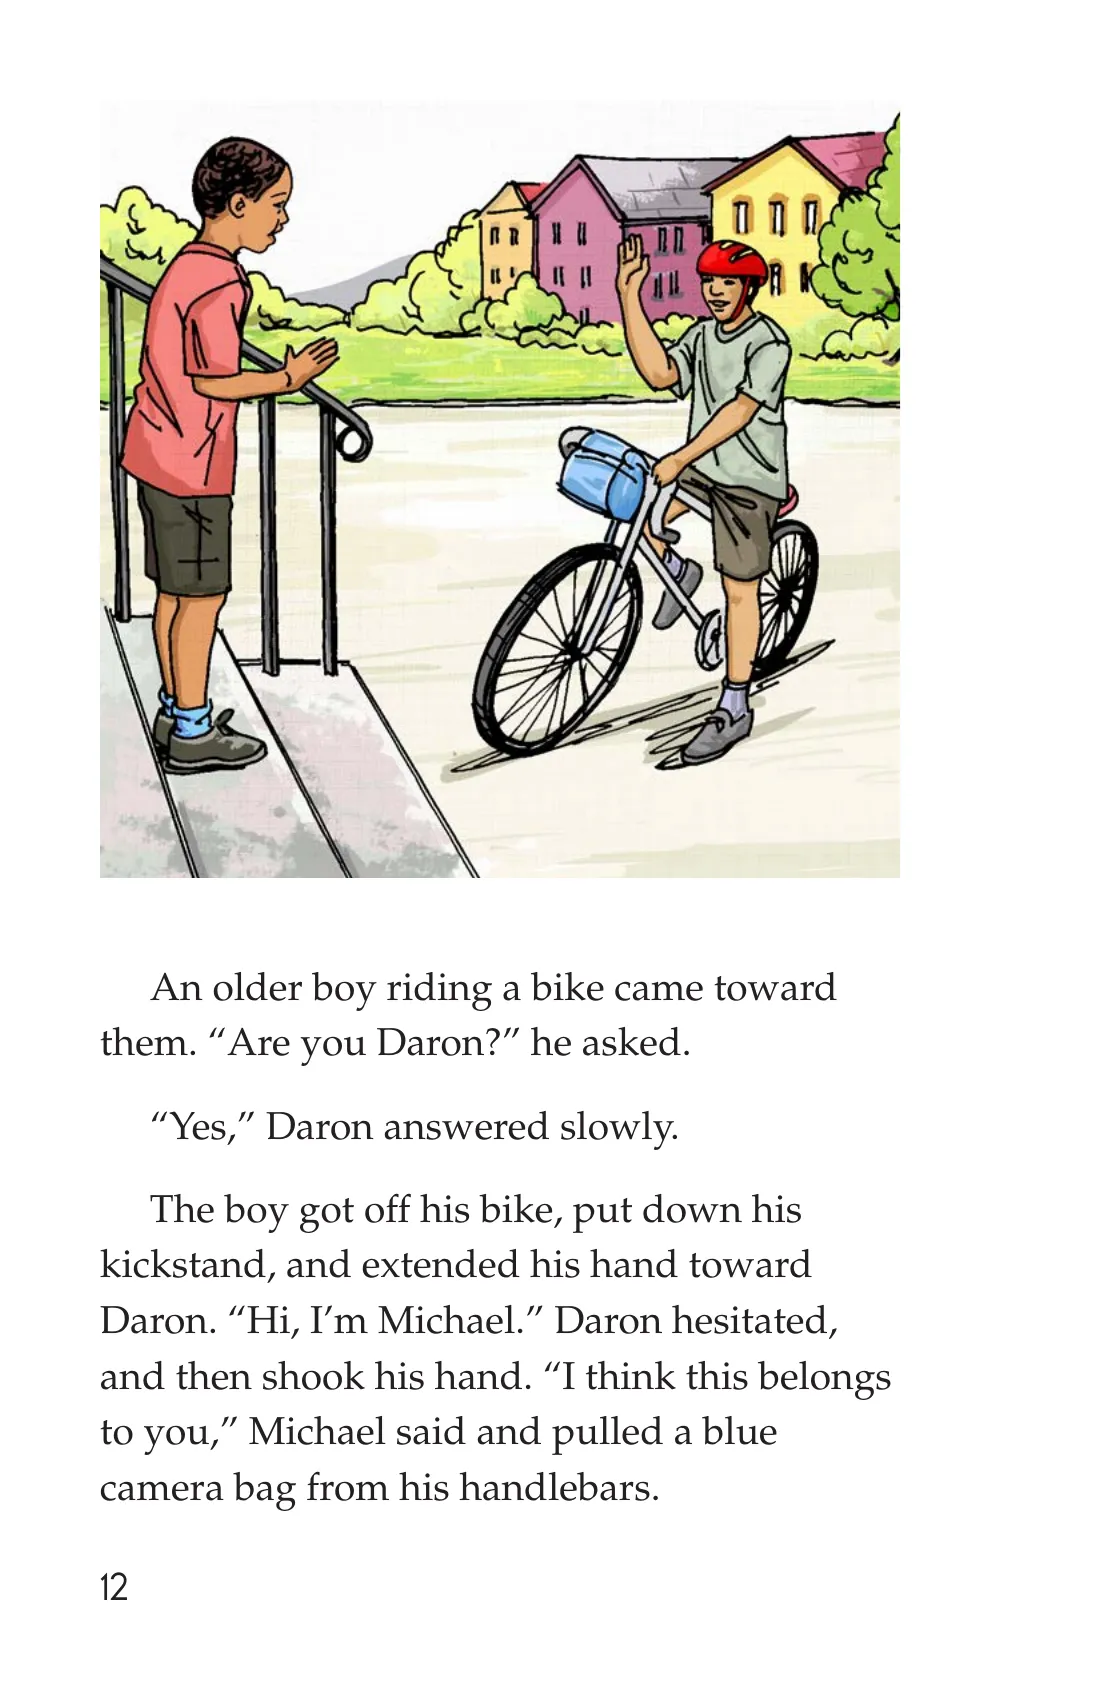 An older boy riding a bike came toward
them. “Are you Daron?” he asked.
“Yes,” Daron answered slowly.
The boy got off his bike, put down his
kickstand, and extended his hand toward
Daron. “Hi, I’m Michael.” Daron hesitated,
and then shook his hand. “I think this belongs
to you,” Michael said and pulled a blue
camera bag from his handlebars.
12